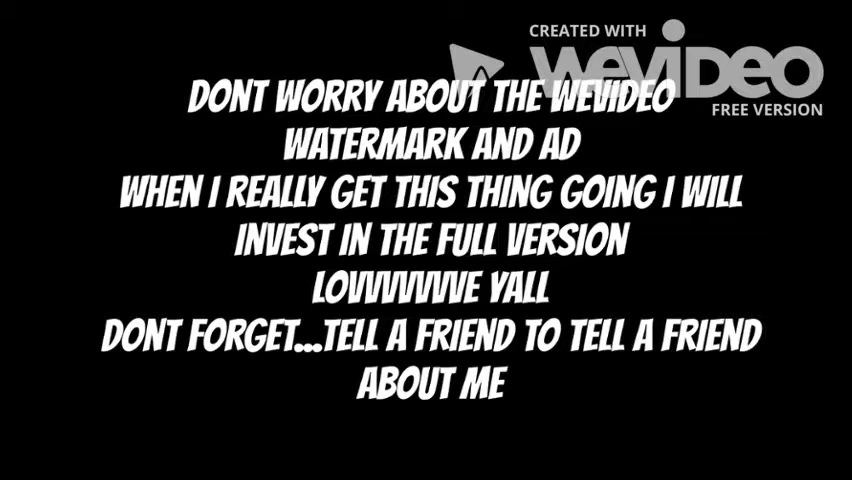 CREATED WITH
WEVIDEO
FREE VERSION
DONT WORRY ABOUT THE WEVIDEO
WATERMARK AND AD
WHEN I REALLY GET THIS THING GOING I WILL
INVEST IN THE FULL VERSION
LOVVVVVVE YALL
DONT FORGET...TELL A FRIEND TO TELL A FRIEND
ABOUT ME